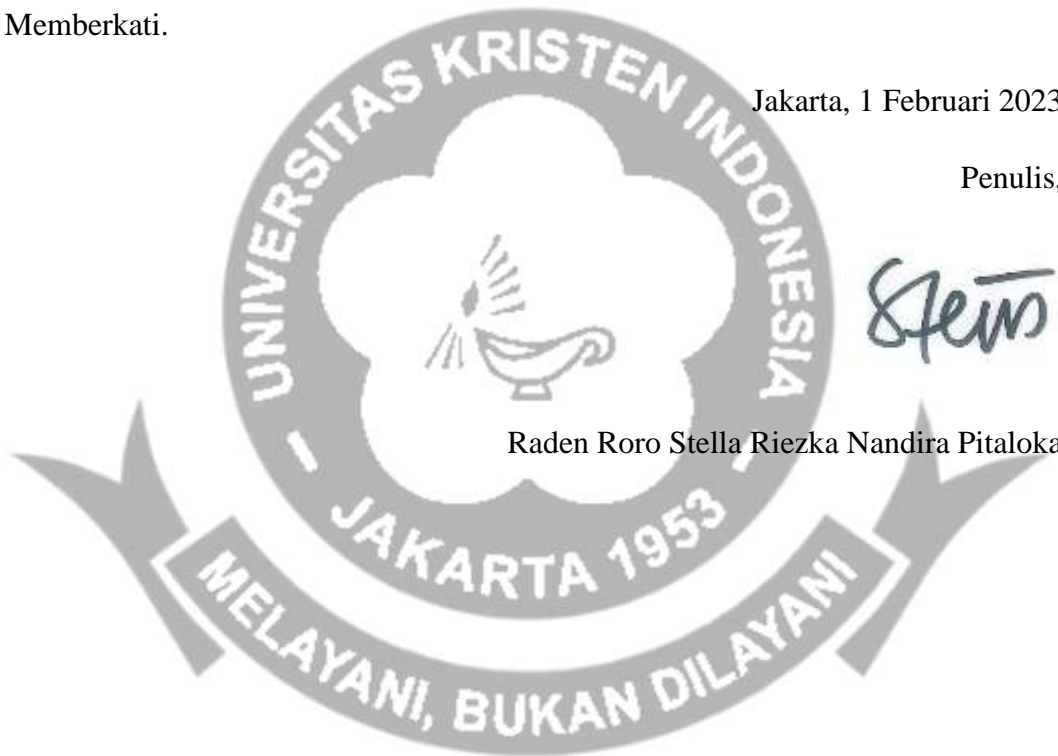 Memberkati.
Jakarta, 1 Februari 2023
Penulis,
Raden Roro Stella Riezka Nandira Pitaloka
UNIVERSITAS KRISTEN INDONESIA
- JAKARTA 1953 -
MELAYANI, BUKAN DILAYANI